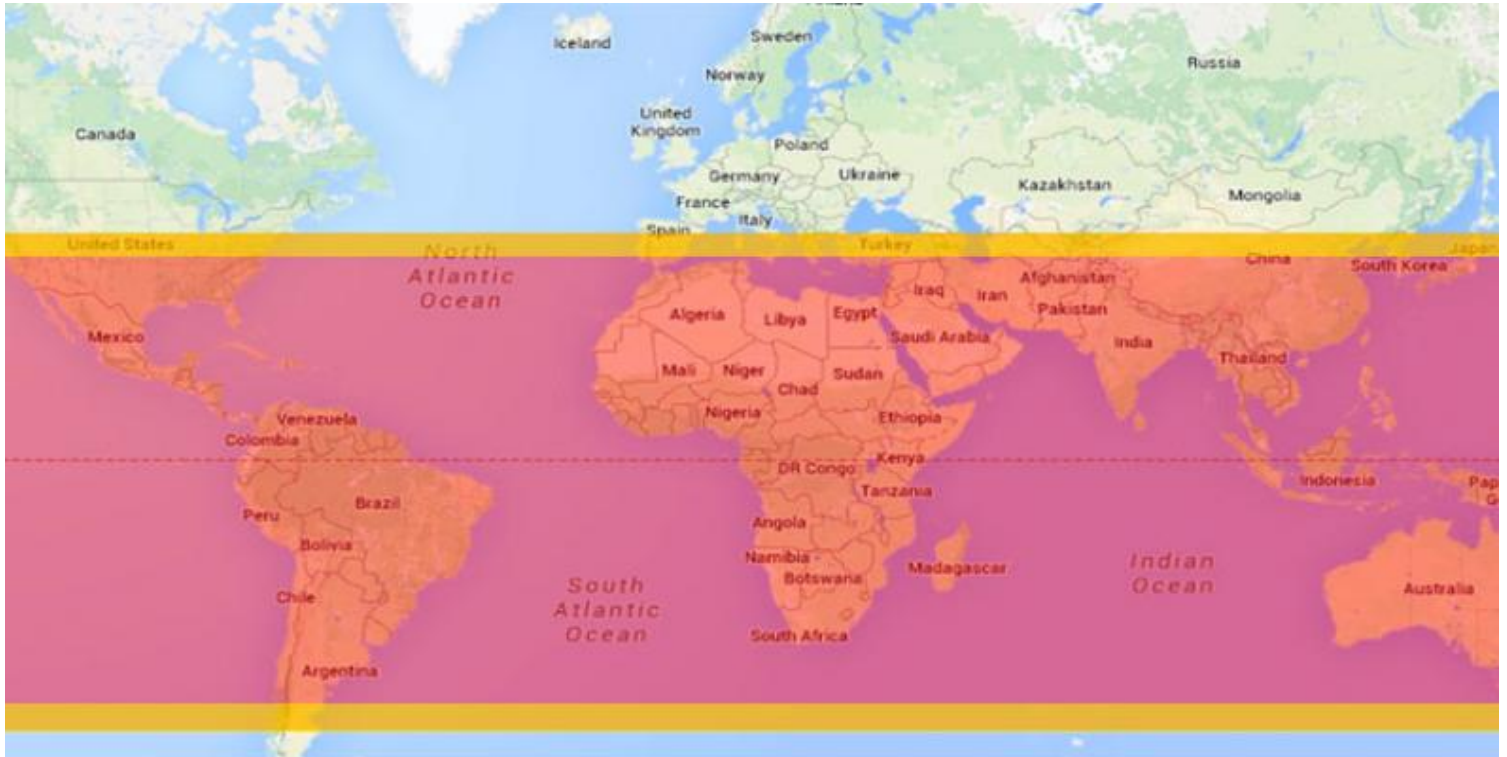 Iceland
Sweden
Norway
Russia
United
Kingdom
Canada
Poland
Germany
Ukraine
Kazakhstan
Mongolia
France
Italy
Spain
United States
Turkey
Japan
North
Atlantic
Ocean
China
South Korea
Afghanistan
Iraq
Iran
Pakistan
Algeria
Libya
Egypt
Mexico
Saudi Arabia
India
Thailand
Mali
Niger
Chad
Sudan
Nigeria
Ethiopia
Venezuela
Colombia
Kenya
DR Congo
Indonesia
Pap
G
Tanzania
Brazil
Peru
Angola
Bolivia
Namibia
Botswana
Madagascar
Indian
Ocean
Australia
Chile
South
Atlantic
Ocean
South Africa
Argentina